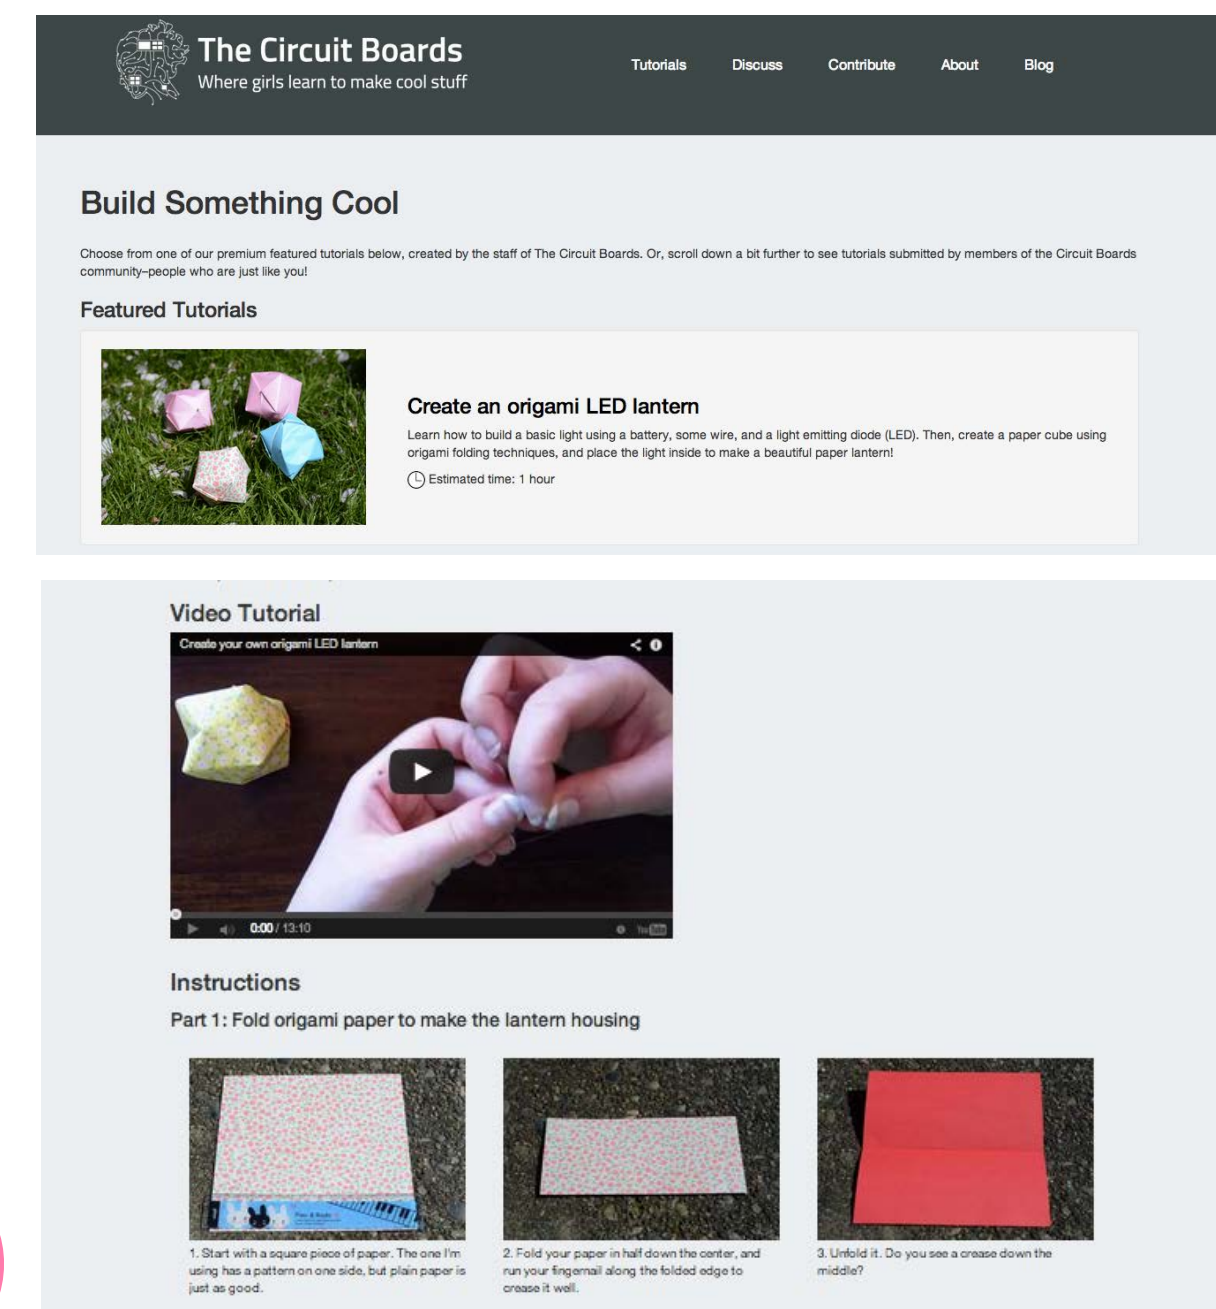 The Circuit Boards
Where girls learn to make cool stuff
Tutorials Discuss Contribute About Blog
Build Something Cool
Choose from one of our premium featured tutorials below, created by the staff of The Circuit Boards. Or, scroll down a bit further to see tutorials submitted by members of the Circuit Boards
community–people who are just like you!
Featured Tutorials
Create an origami LED lantern
Learn how to build a basic light using a battery, some wire, and a light emitting diode (LED). Then, create a paper cube using
origami folding techniques, and place the light inside to make a beautiful paper lantern!
Estimated time: 1 hour
Video Tutorial
Create your own origami LED lantern
0:00 / 13:10
YouTube
Instructions
Part 1: Fold origami paper to make the lantern housing
1. Start with a square piece of paper. The one I'm
using has a pattern on one side, but plain paper is
just as good.
2. Fold your paper in half down the center, and
run your fingernail along the folded edge to
crease it well.
3. Unfold it. Do you see a crease down the
middle?